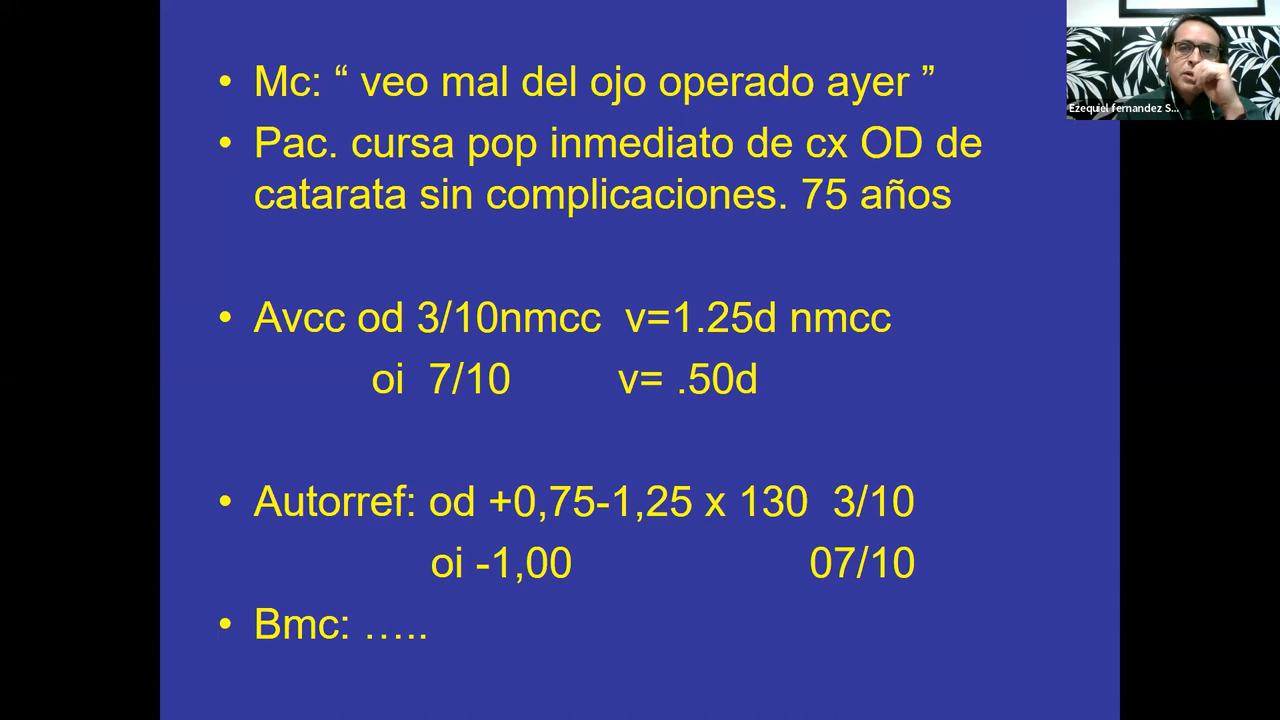 • Mc: “ veo mal del ojo operado ayer ”
• Pac. cursa pop inmediato de cx OD de
catarata sin complicaciones. 75 años
• Avcc od 3/10nmcc v=1.25d nmcc
oi 7/10 v= .50d
• Autorref: od +0,75-1,25 x 130 3/10
oi -1,00 07/10
• Bmc: …..
Ezequiel fernandez S...